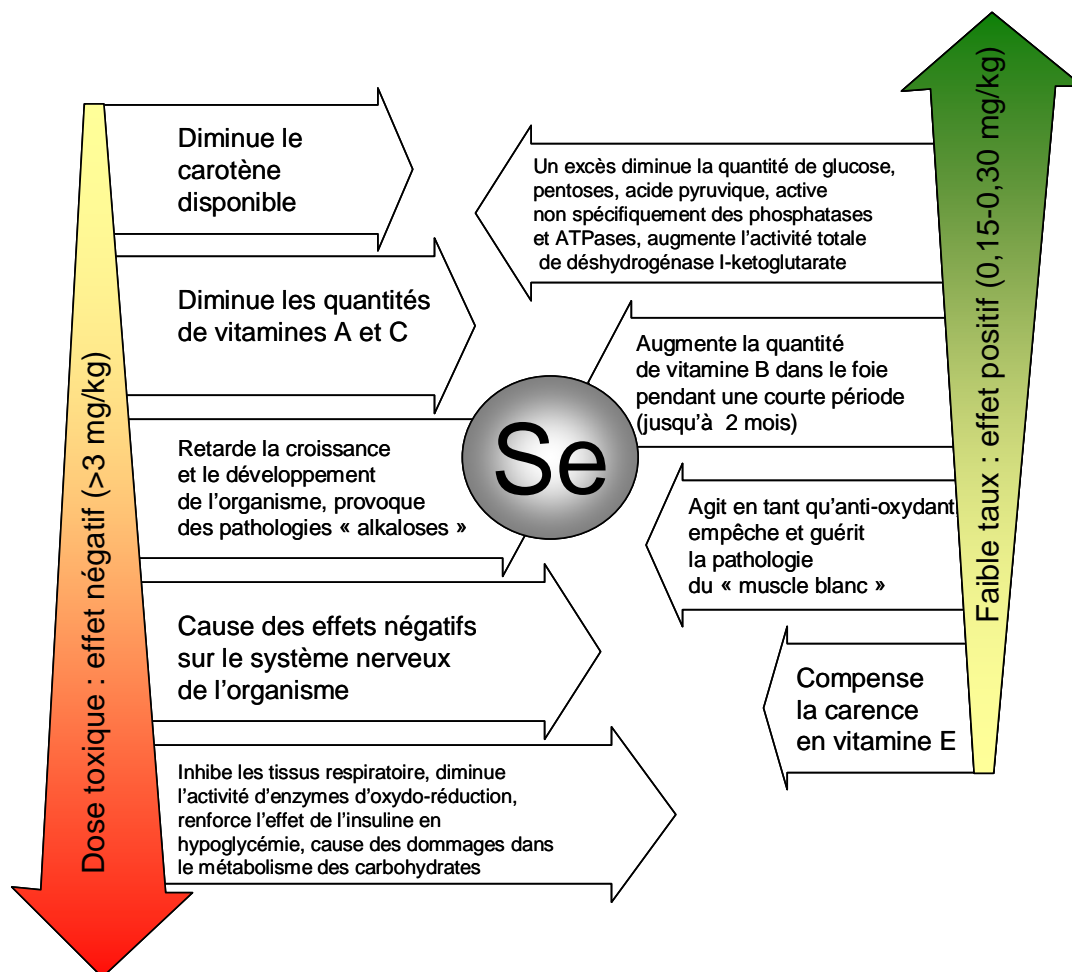 Dose toxique : effet négatif (>3 mg/kg)
Diminue le
carotène
disponible
Diminue les quantités
de vitamines A et C
Retarde la croissance
et le développement
de l’organisme, provoque
des pathologies « alkaloses »
Cause des effets négatifs
sur le système nerveux
de l’organisme
Inhibe les tissus respiratoire, diminue
l’activité d’enzymes d’oxydo-réduction,
renforce l’effet de l’insuline en
hypoglycémie, cause des dommages dans
le métabolisme des carbohydrates
Se
Un excès diminue la quantité de glucose,
pentoses, acide pyruvique, active
non spécifiquement des phosphatases
et ATPases, augmente l’activité totale
de déshydrogénase l-ketoglutarate
Augmente la quantité
de vitamine B dans le foie
pendant une courte période
(jusqu’à 2 mois)
Agit en tant qu’anti-oxydant,
empêche et guérit
la pathologie
du « muscle blanc »
Compense
la carence
en vitamine E
Faible taux : effet positif (0,15-0,30 mg/kg)